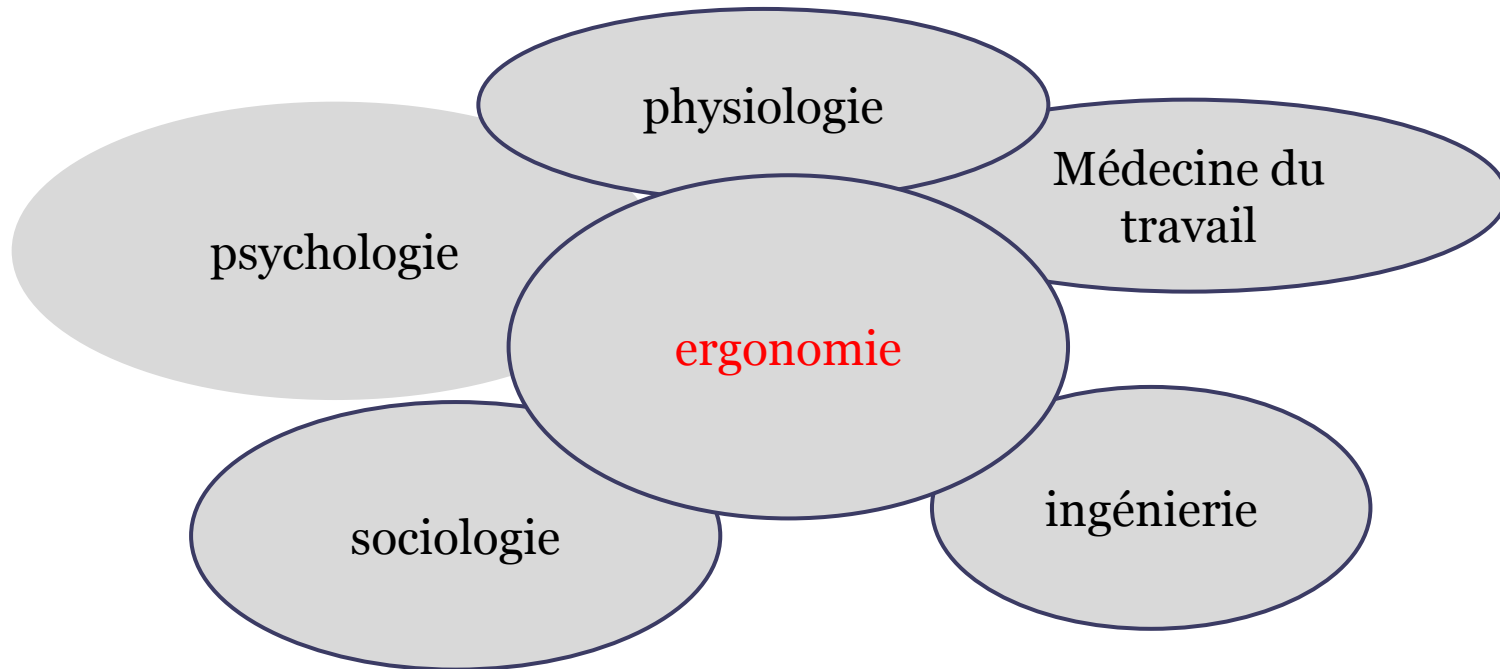 physiologie
Médecine du
travail
psychologie
ergonomie
sociologie
ingénierie